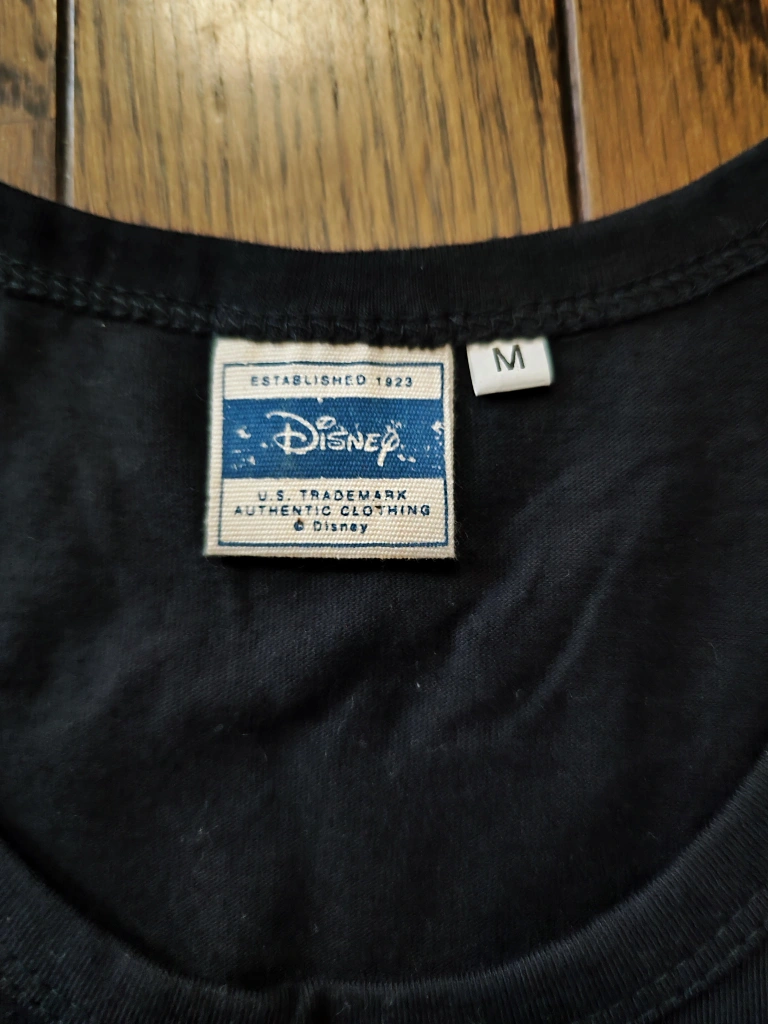 ESTABLISHED 1923
Disney
U.S. TRADEMARK
AUTHENTIC CLOTHING
© Disney
M